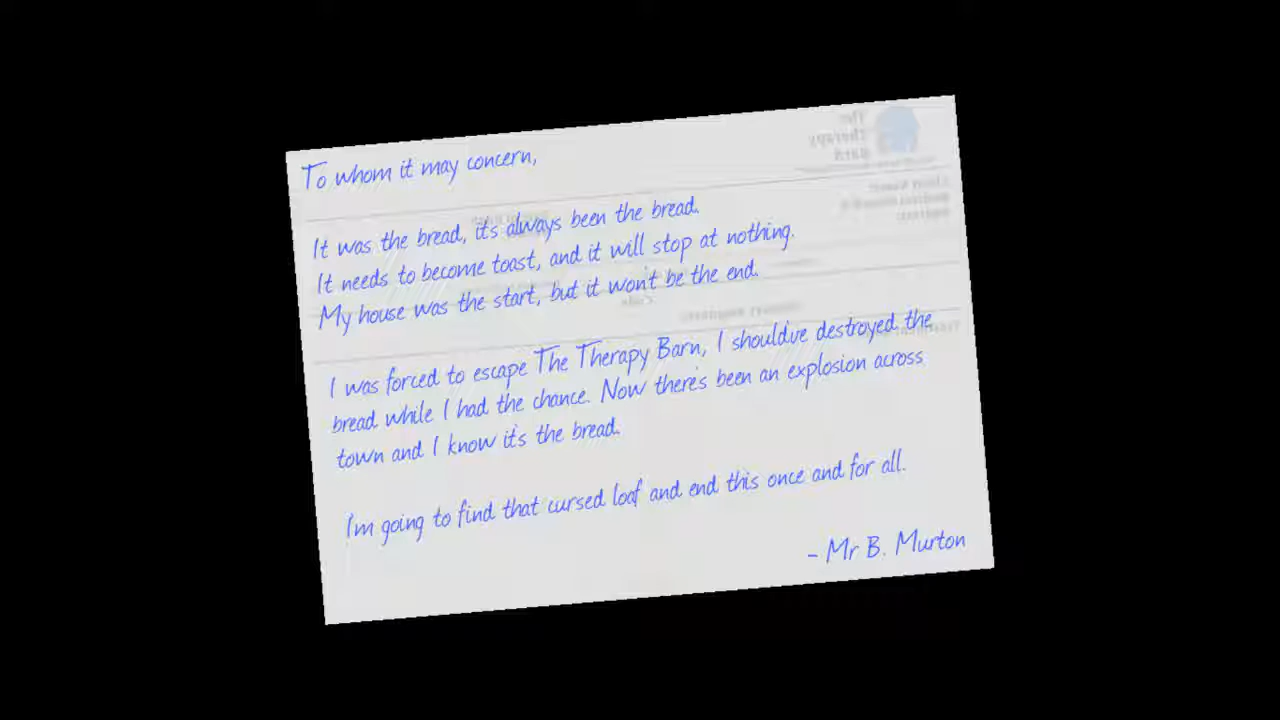 To whom it may concern,
It was the bread, it's always been the bread.
It needs to become toast, and it will stop at nothing.
My house was the start, but it won't be the end.
I was forced to escape The Therapy Barn, I should've destroyed the
bread while I had the chance. Now there's been an explosion across
town and I know it's the bread.
I'm going to find that cursed loaf and end this once and for all.
- Mr B. Murton
The
Therapy
Barn